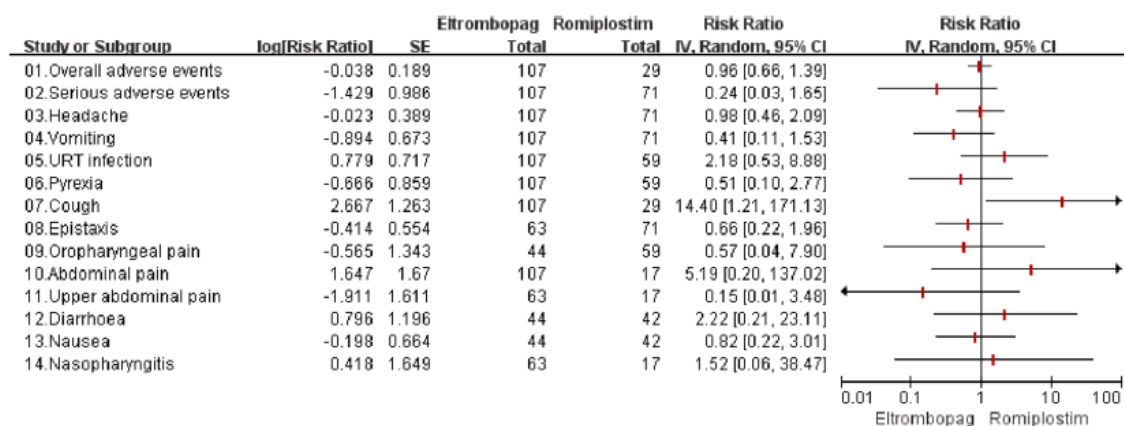 Eltrombopag Romiplostim Risk Ratio Risk Ratio
Study or Subgroup log[Risk Ratio] SE Total Total IV, Random, 95% CI IV, Random, 95% CI
01.Overall adverse events -0.038 0.189 107 29 0.96 [0.66, 1.39]
02.Serious adverse events -1.429 0.986 107 71 0.24 [0.03, 1.65]
03.Headache -0.023 0.389 107 71 0.98 [0.46, 2.09]
04.Vomiting -0.894 0.673 107 71 0.41 [0.11, 1.53]
05.URT infection 0.779 0.717 107 59 2.18 [0.53, 8.88]
06.Pyrexia -0.666 0.859 107 59 0.51 [0.10, 2.77]
07.Cough 2.667 1.263 107 29 14.40 [1.21, 171.13]
08.Epistaxis -0.414 0.554 63 71 0.66 [0.22, 1.96]
09.Oropharyngeal pain -0.565 1.343 44 59 0.57 [0.04, 7.90]
10.Abdominal pain 1.647 1.67 107 17 5.19 [0.20, 137.02]
11.Upper abdominal pain -1.911 1.611 63 17 0.15 [0.01, 3.48]
12.Diarrhoea 0.796 1.196 44 42 2.22 [0.21, 23.11]
13.Nausea -0.198 0.664 44 42 0.82 [0.22, 3.01]
14.Nasopharyngitis 0.418 1.649 63 17 1.52 [0.06, 38.47]
0.01 0.1 1 10 100
Eltrombopag Romiplostim